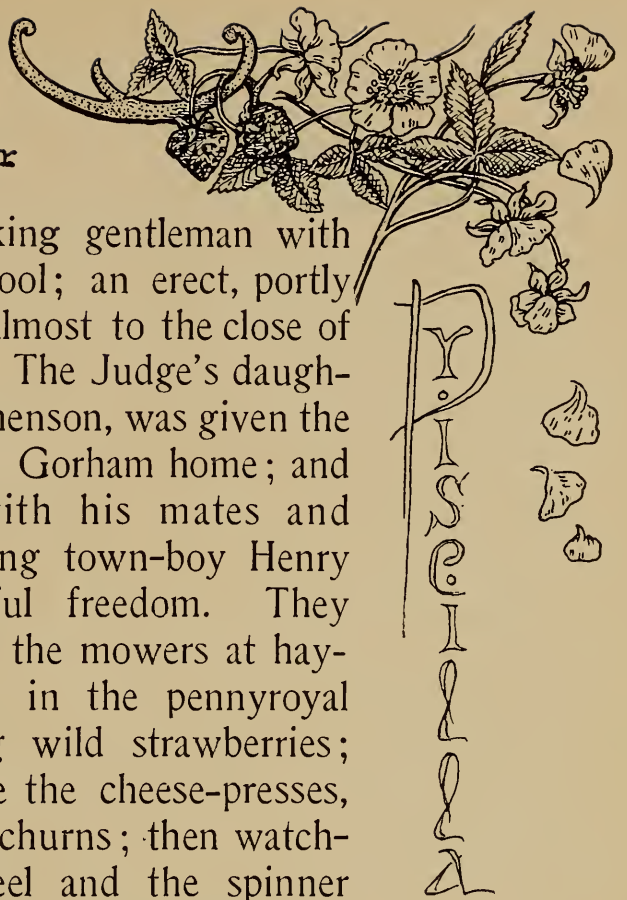 r
king gentleman with
ool; an erect, portly
lmost to the close of
The Judge's daugh-
henson, was given the
Gorham home; and
ith his mates and
ng town-boy Henry
ful freedom. They
the mowers at hay-
in the pennyroyal
g wild strawberries;
e the cheese-presses,
churns; then watch-
eel and the spinner
PRISCILLA